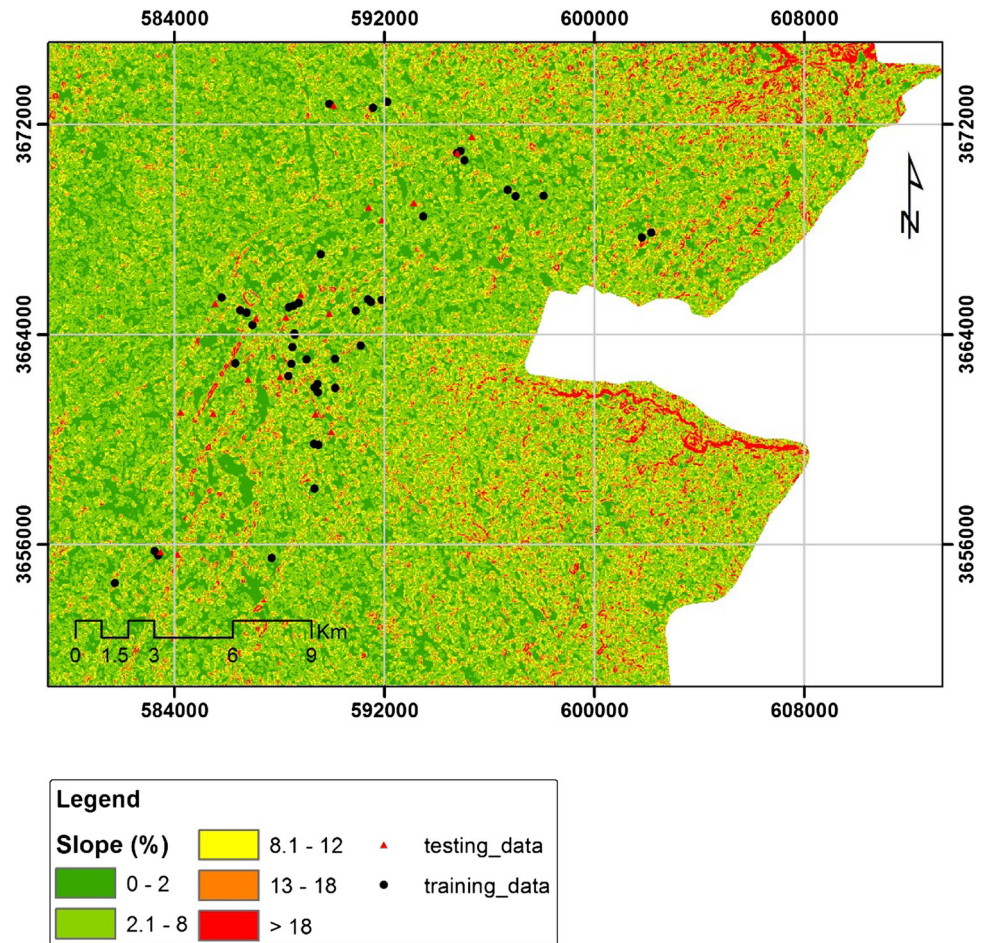 584000 592000 600000 608000
3672000 3672000
N
3664000 3664000
3656000 3656000
Km
0 1.5 3 6 9
584000 592000 600000 608000
Legend
Slope (%)
0 - 2
2.1 - 8
8.1 - 12
13 - 18
> 18
testing_data
training_data